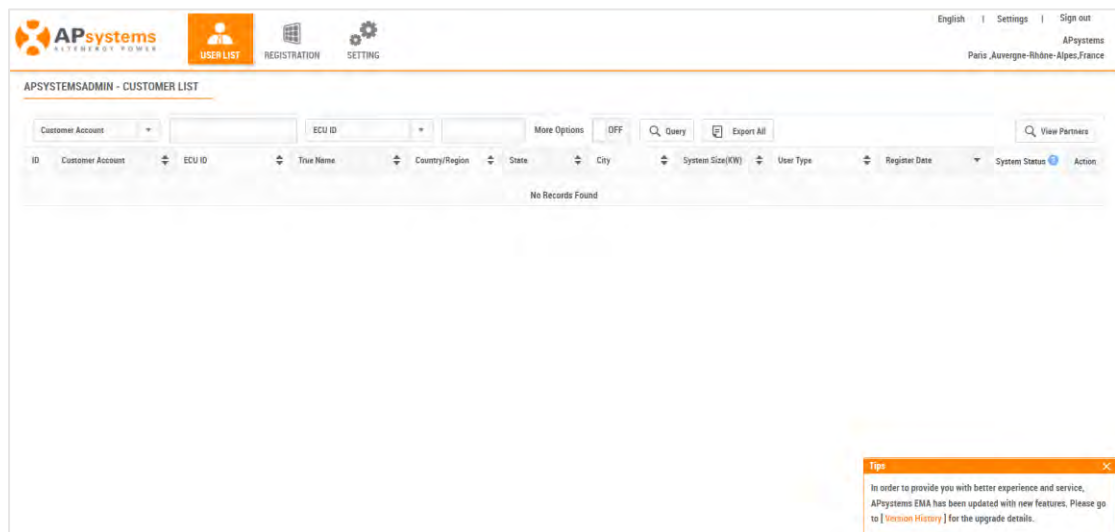 English | Settings | Sign out
APsystems
ALTENERGY POWER
USER LIST
REGISTRATION
SETTING
APsystems
Paris ,Auvergne-Rhône-Alpes,France
APSYSTEMSADMIN - CUSTOMER LIST
Customer Account ECU ID More Options OFF Query Export All View Partners
ID Customer Account ECU ID True Name Country/Region State City System Size(KW) User Type Register Date System Status ? Action
No Records Found
Tips ×
In order to provide you with better experience and service,
APsystems EMA has been updated with new features. Please go
to [ Version History ] for the upgrade details.